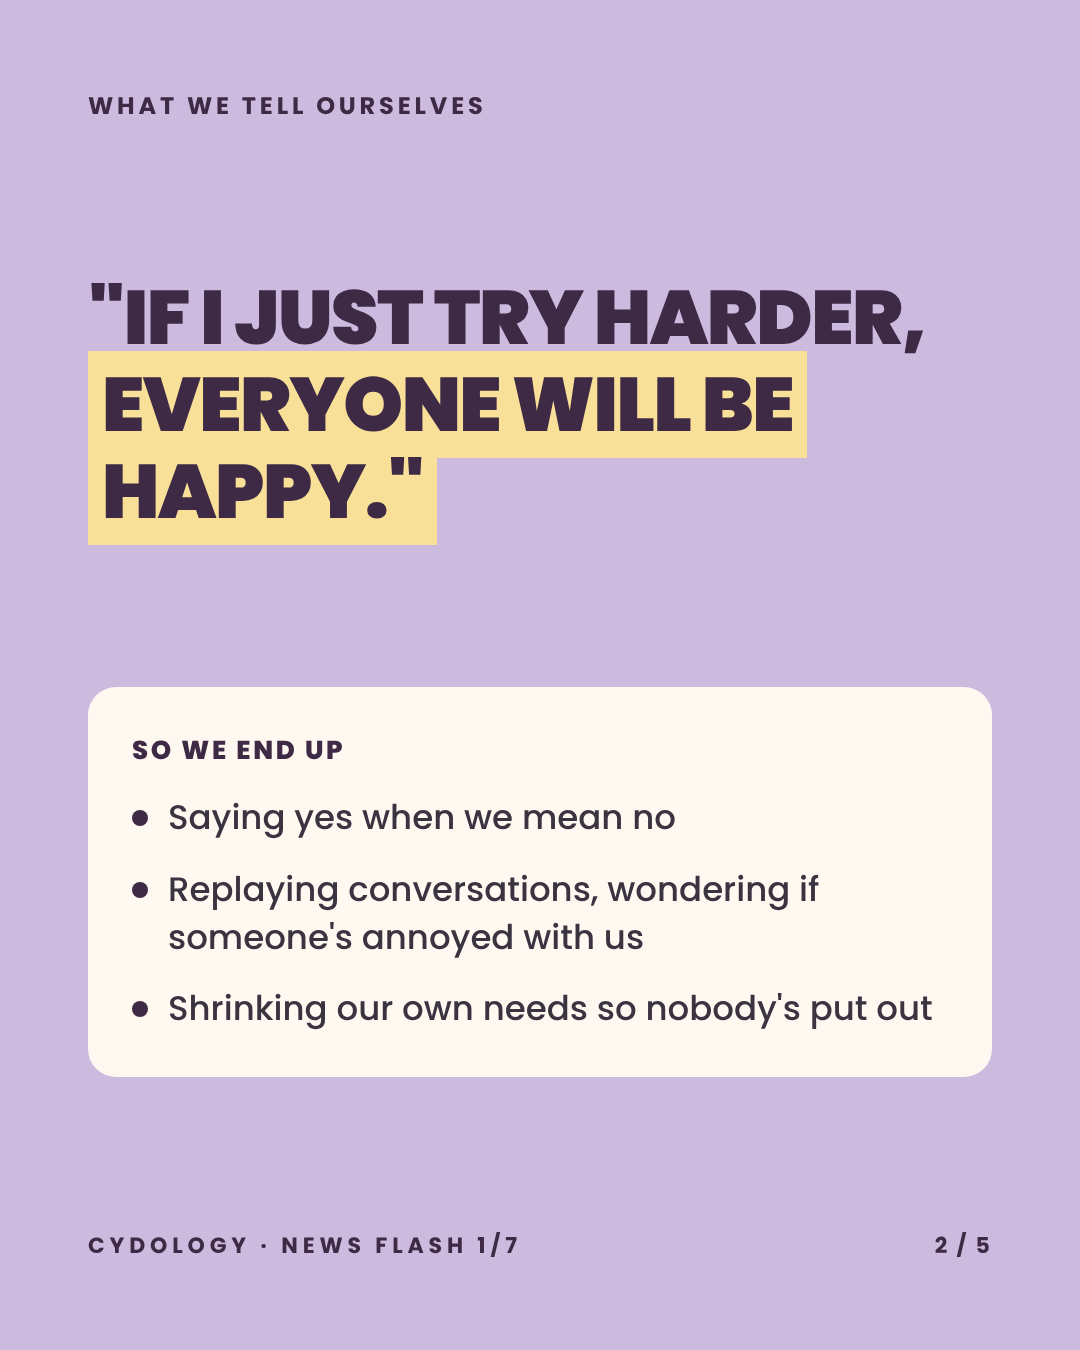 WHAT WE TELL OURSELVES
"IF I JUST TRY HARDER,
EVERYONE WILL BE
HAPPY."
SO WE END UP
• Saying yes when we mean no
• Replaying conversations, wondering if
someone's annoyed with us
• Shrinking our own needs so nobody's put out
CYDOLOGY · NEWS FLASH 1/7
2 / 5